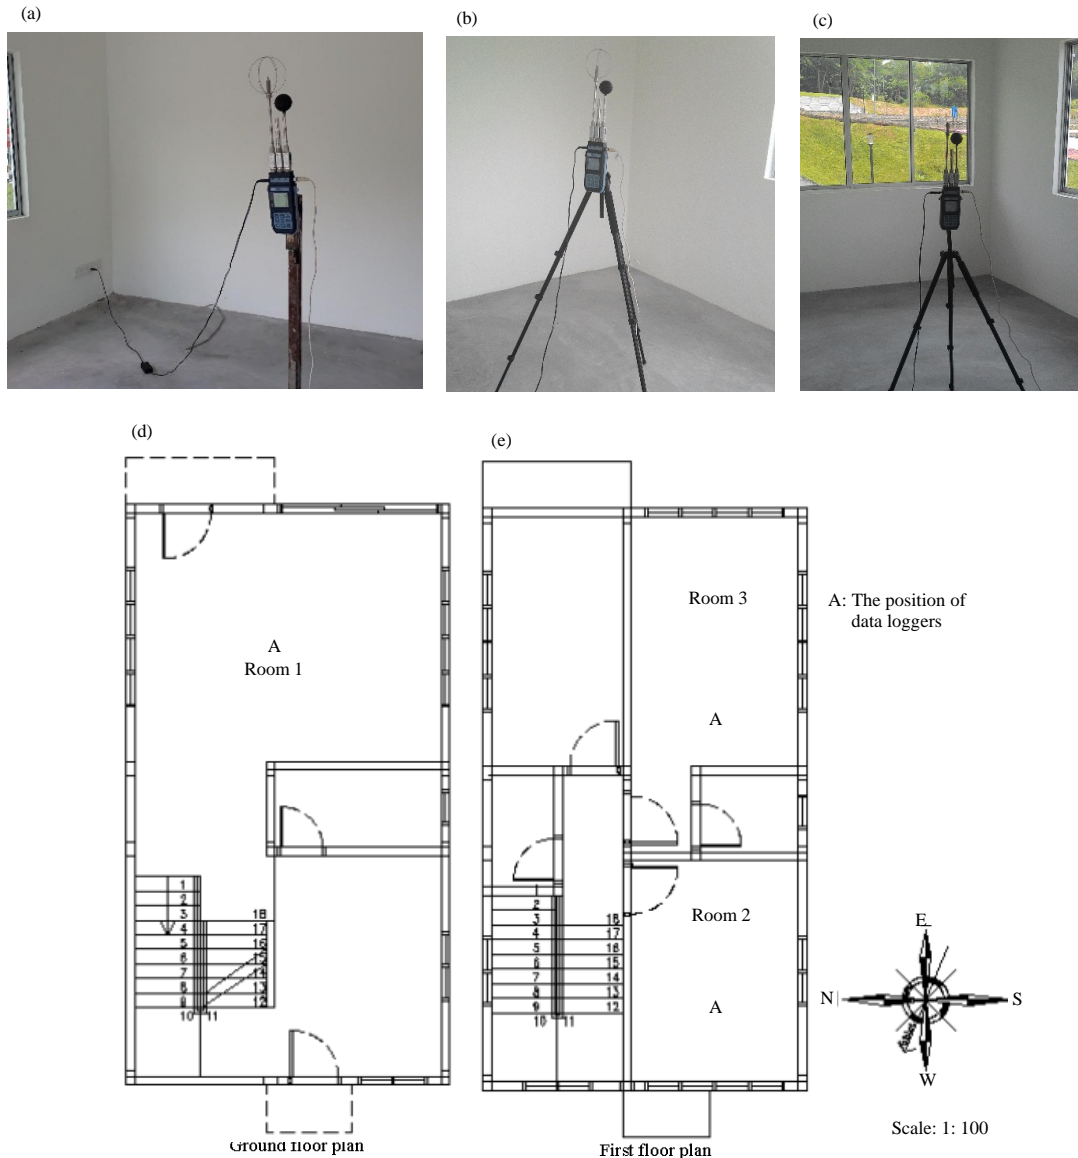 (a)
(b)
(c)
(d)
(e)
A
Room 1
1
2
3
4
5
6
7
8
9
10 11
18
17
16
15
14
13
12
Ground floor plan
Room 3
A
Room 2
A
1
2
3
4
5
6
7
8
9
10 11
18
17
16
15
14
13
12
First floor plan
A: The position of
data loggers
E
N
S
W
Scale: 1: 100